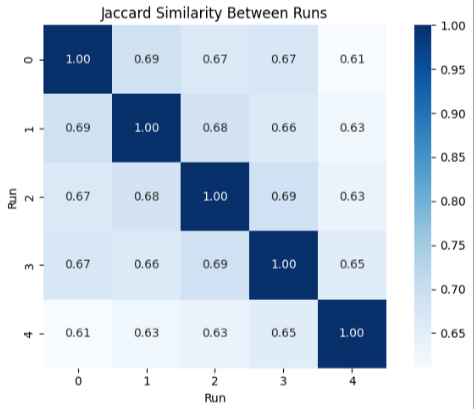 Jaccard Similarity Between Runs
0 1.00 0.69 0.67 0.67 0.61
1 0.69 1.00 0.68 0.66 0.63
2 0.67 0.68 1.00 0.69 0.63
3 0.67 0.66 0.69 1.00 0.65
4 0.61 0.63 0.63 0.65 1.00
0 1 2 3 4
Run
Run
1.00
0.95
0.90
0.85
0.80
0.75
0.70
0.65